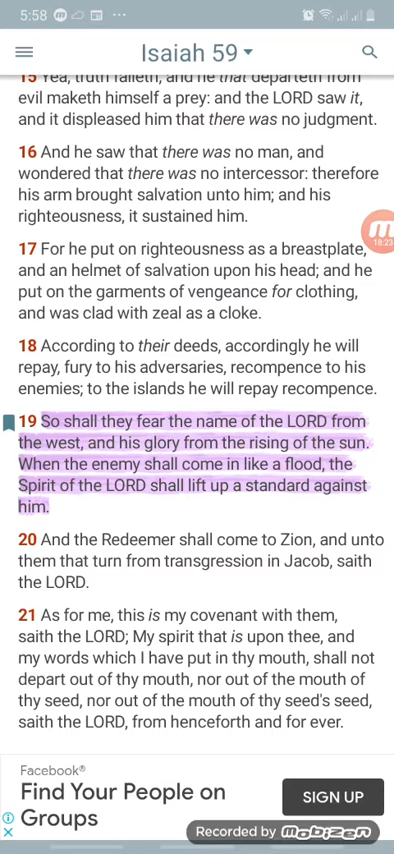 5:58
Isaiah 59
15 Yea, truth faileth, and he that departeth from
evil maketh himself a prey: and the LORD saw it,
and it displeased him that there was no judgment.
16 And he saw that there was no man, and
wondered that there was no intercessor: therefore
his arm brought salvation unto him; and his
righteousness, it sustained him.
18:23
17 For he put on righteousness as a breastplate,
and an helmet of salvation upon his head; and he
put on the garments of vengeance for clothing,
and was clad with zeal as a cloke.
18 According to their deeds, accordingly he will
repay, fury to his adversaries, recompence to his
enemies; to the islands he will repay recompence.
19 So shall they fear the name of the LORD from
the west, and his glory from the rising of the sun.
When the enemy shall come in like a flood, the
Spirit of the LORD shall lift up a standard against
him.
20 And the Redeemer shall come to Zion, and unto
them that turn from transgression in Jacob, saith
the LORD.
21 As for me, this is my covenant with them,
saith the LORD; My spirit that is upon thee, and
my words which I have put in thy mouth, shall not
depart out of thy mouth, nor out of the mouth of
thy seed, nor out of the mouth of thy seed's seed,
saith the LORD, from henceforth and for ever.
Facebook®
Find Your People on
Groups
SIGN UP
Recorded by mobizen